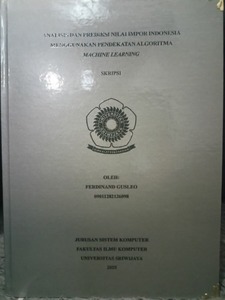 ANALISIS DAN PREDIKSI NILAI IMPOR INDONESIA
MENGGUNAKAN PENDEKATAN ALGORITMA
MACHINE LEARNING
SKRIPSI
OLEH:
FERDINAND GUSLEO
JURUSAN SISTEM KOMPUTER
FAKULTAS ILMU KOMPUTER
UNIVERSITAS SRIWIJAYA